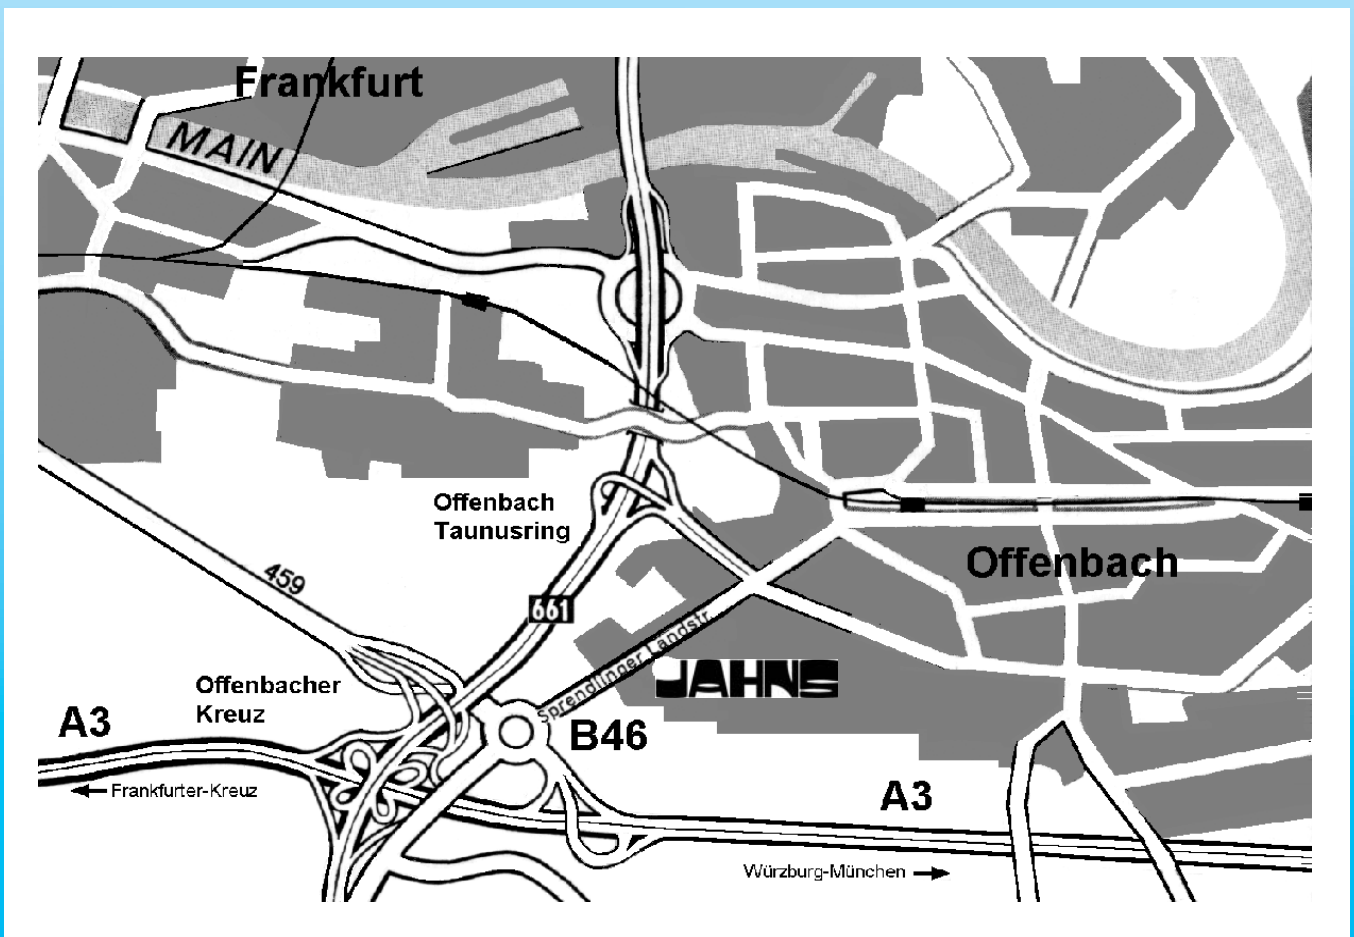 Frankfurt
MAIN
Offenbach
Taunusring
Offenbach
459
661
Sprendlinger Landstr.
JAHNS
Offenbacher
Kreuz
A3
B46
Frankfurter-Kreuz
A3
Würzburg-München